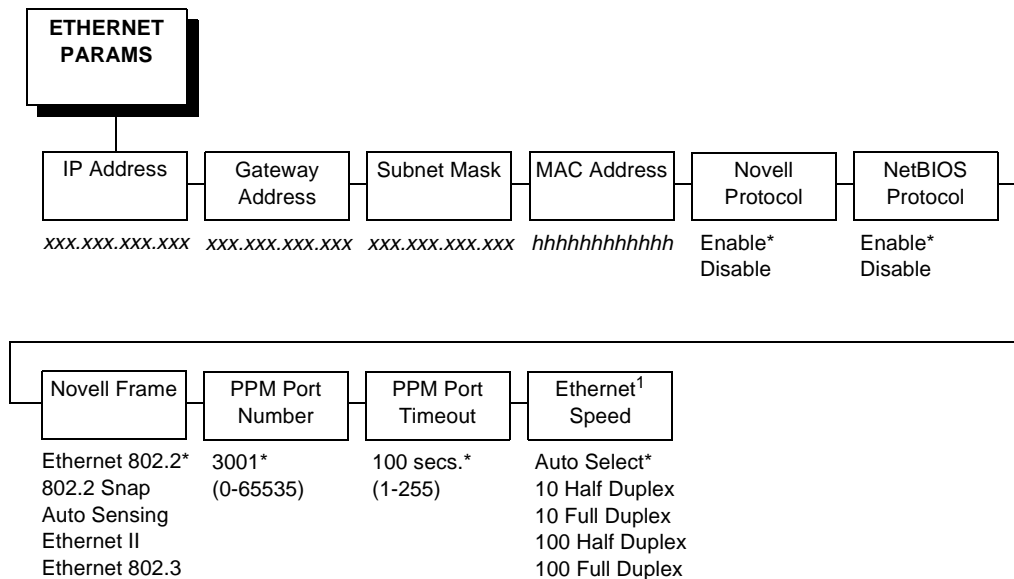 ETHERNET
PARAMS
IP Address
Gateway
Address
Subnet Mask
MAC Address
Novell
Protocol
NetBIOS
Protocol
xxx.xxx.xxx.xxx
xxx.xxx.xxx.xxx
xxx.xxx.xxx.xxx
hhhhhhhhhhhh
Enable*
Disable
Enable*
Disable
Novell Frame
PPM Port
Number
PPM Port
Timeout
Ethernet1
Speed
Ethernet 802.2*
802.2 Snap
Auto Sensing
Ethernet II
Ethernet 802.3
3001*
(0-65535)
100 secs.*
(1-255)
Auto Select*
10 Half Duplex
10 Full Duplex
100 Half Duplex
100 Full Duplex